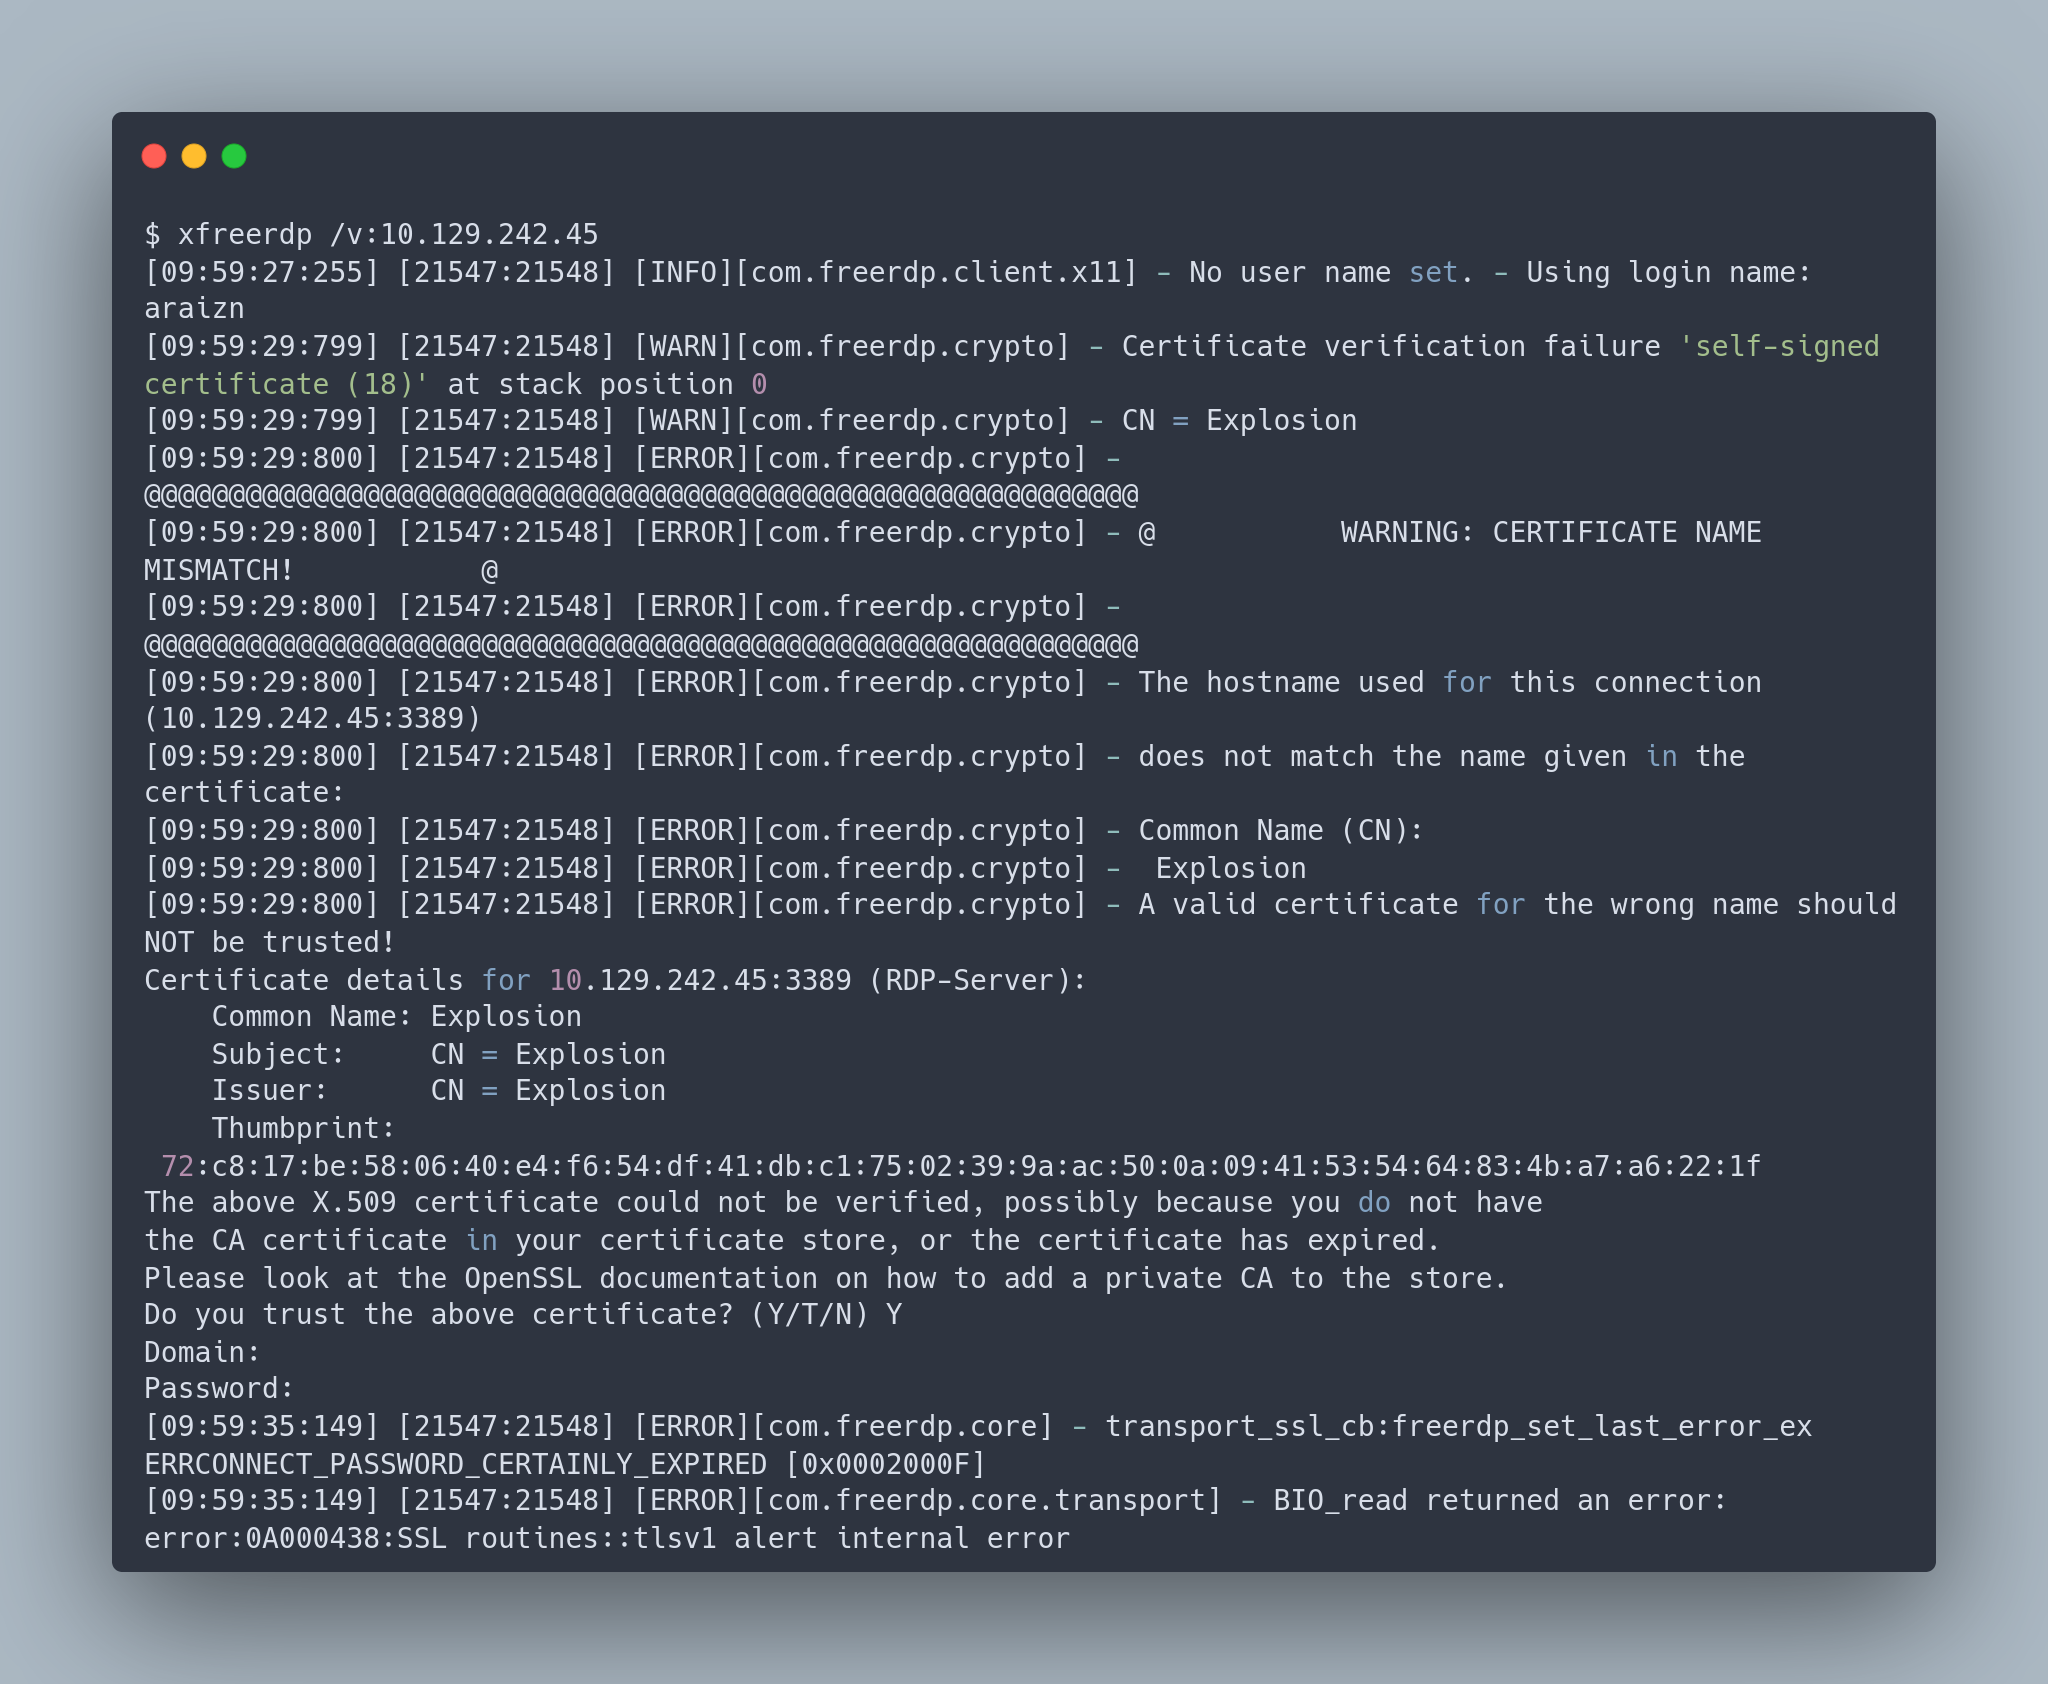 $ xfreerdp /v:10.129.242.45
[09:59:27:255] [21547:21548] [INFO][com.freerdp.client.x11] - No user name set. - Using login name:
araizn
[09:59:29:799] [21547:21548] [WARN][com.freerdp.crypto] - Certificate verification failure 'self-signed
certificate (18)' at stack position 0
[09:59:29:799] [21547:21548] [WARN][com.freerdp.crypto] - CN = Explosion
[09:59:29:800] [21547:21548] [ERROR][com.freerdp.crypto] -
@@@@@@@@@@@@@@@@@@@@@@@@@@@@@@@@@@@@@@@@@@@@@@@@@@@@@@@@@@@
[09:59:29:800] [21547:21548] [ERROR][com.freerdp.crypto] - @           WARNING: CERTIFICATE NAME
MISMATCH!           @
[09:59:29:800] [21547:21548] [ERROR][com.freerdp.crypto] -
@@@@@@@@@@@@@@@@@@@@@@@@@@@@@@@@@@@@@@@@@@@@@@@@@@@@@@@@@@@
[09:59:29:800] [21547:21548] [ERROR][com.freerdp.crypto] - The hostname used for this connection
(10.129.242.45:3389)
[09:59:29:800] [21547:21548] [ERROR][com.freerdp.crypto] - does not match the name given in the
certificate:
[09:59:29:800] [21547:21548] [ERROR][com.freerdp.crypto] - Common Name (CN):
[09:59:29:800] [21547:21548] [ERROR][com.freerdp.crypto] -  Explosion
[09:59:29:800] [21547:21548] [ERROR][com.freerdp.crypto] - A valid certificate for the wrong name should
NOT be trusted!
Certificate details for 10.129.242.45:3389 (RDP-Server):
    Common Name: Explosion
    Subject:     CN = Explosion
    Issuer:      CN = Explosion
    Thumbprint:
 72:c8:17:be:58:06:40:e4:f6:54:df:41:db:c1:75:02:39:9a:ac:50:0a:09:41:53:54:64:83:4b:a7:a6:22:1f
The above X.509 certificate could not be verified, possibly because you do not have
the CA certificate in your certificate store, or the certificate has expired.
Please look at the OpenSSL documentation on how to add a private CA to the store.
Do you trust the above certificate? (Y/T/N) Y
Domain:
Password:
[09:59:35:149] [21547:21548] [ERROR][com.freerdp.core] - transport_ssl_cb:freerdp_set_last_error_ex
ERRCONNECT_PASSWORD_CERTAINLY_EXPIRED [0x0002000F]
[09:59:35:149] [21547:21548] [ERROR][com.freerdp.core.transport] - BIO_read returned an error:
error:0A000438:SSL routines::tlsv1 alert internal error